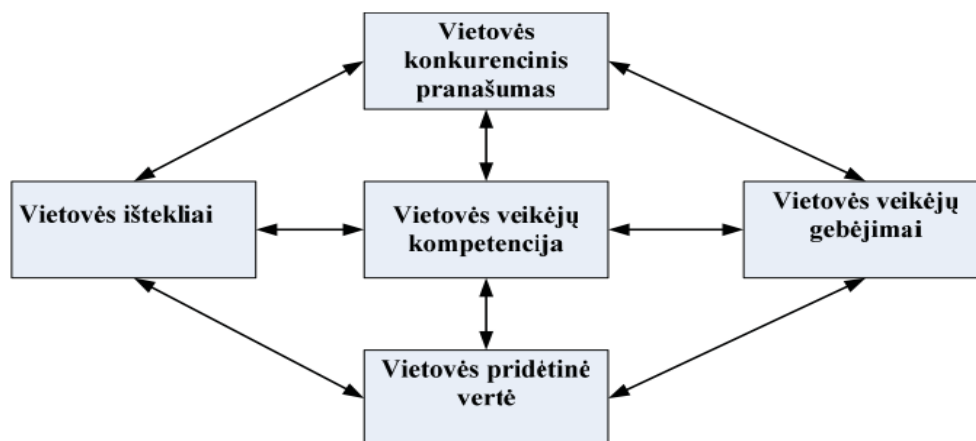 Vietovės
konkurencinis
pranašumas
Vietovės ištekliai
Vietovės veikėjų
kompetencija
Vietovės veikėjų
gebėjimai
Vietovės pridėtinė
vertė